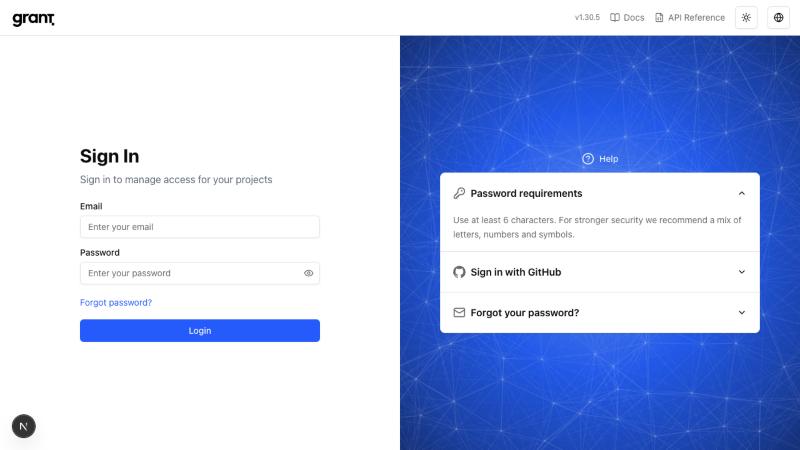 grant.
v1.30.5
Docs
API Reference
Sign In
Sign in to manage access for your projects
Email
Enter your email
Password
Enter your password
Forgot password?
Login
N
Help
Password requirements
Use at least 6 characters. For stronger security we recommend a mix of
letters, numbers and symbols.
Sign in with GitHub
Forgot your password?